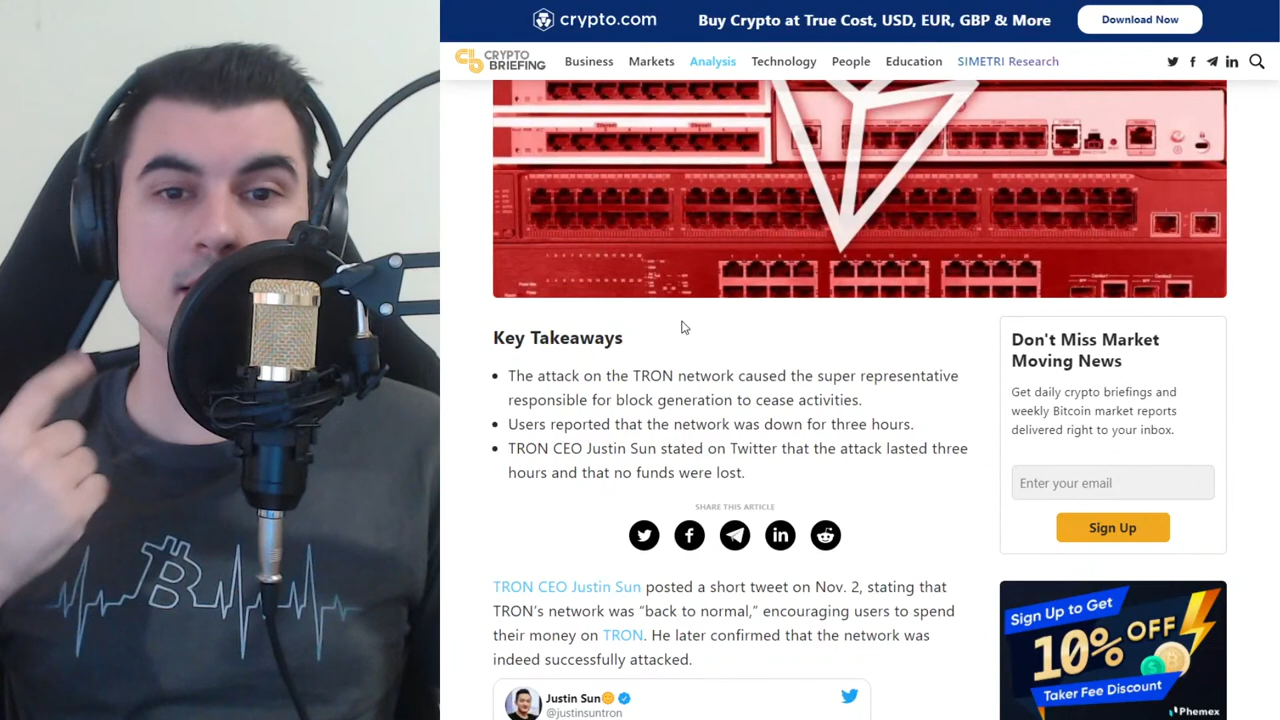 crypto.com
Buy Crypto at True Cost, USD, EUR, GBP & More
Download Now
CRYPTO
BRIEFING
Business Markets Analysis Technology People Education SIMETRI Research
Key Takeaways
• The attack on the TRON network caused the super representative
responsible for block generation to cease activities.
• Users reported that the network was down for three hours.
• TRON CEO Justin Sun stated on Twitter that the attack lasted three
hours and that no funds were lost.
SHARE THIS ARTICLE
TRON CEO Justin Sun posted a short tweet on Nov. 2, stating that
TRON’s network was “back to normal,” encouraging users to spend
their money on TRON. He later confirmed that the network was
indeed successfully attacked.
Justin Sun
@justinsuntron
Don't Miss Market
Moving News
Get daily crypto briefings and
weekly Bitcoin market reports
delivered right to your inbox.
Enter your email
Sign Up
Sign Up to Get
10% OFF
Taker Fee Discount
Phemex